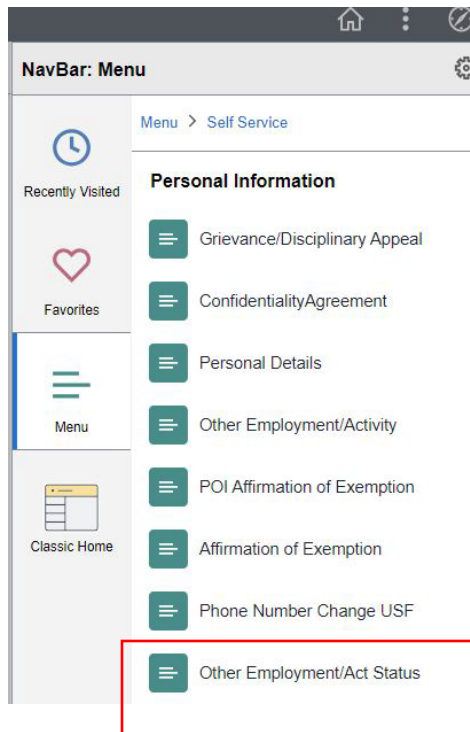 NavBar: Menu
Recently Visited
Favorites
Menu
Classic Home
Menu > Self Service
Personal Information
Grievance/Disciplinary Appeal
ConfidentialityAgreement
Personal Details
Other Employment/Activity
POI Affirmation of Exemption
Affirmation of Exemption
Phone Number Change USF
Other Employment/Act Status